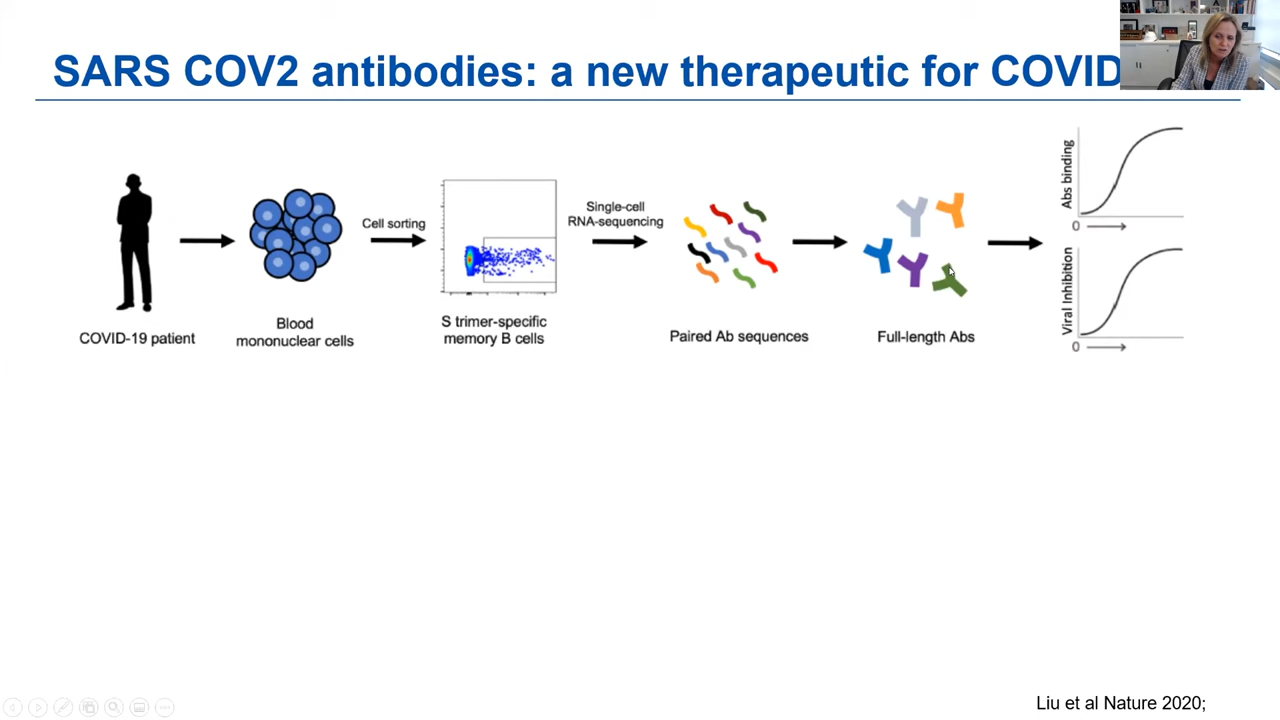 SARS COV2 antibodies: a new therapeutic for COVID
COVID-19 patient
Blood
mononuclear cells
Cell sorting
S trimer-specific
memory B cells
Single-cell
RNA-sequencing
Paired Ab sequences
Full-length Abs
Abs binding
0
Viral Inhibition
0
Liu et al Nature 2020;